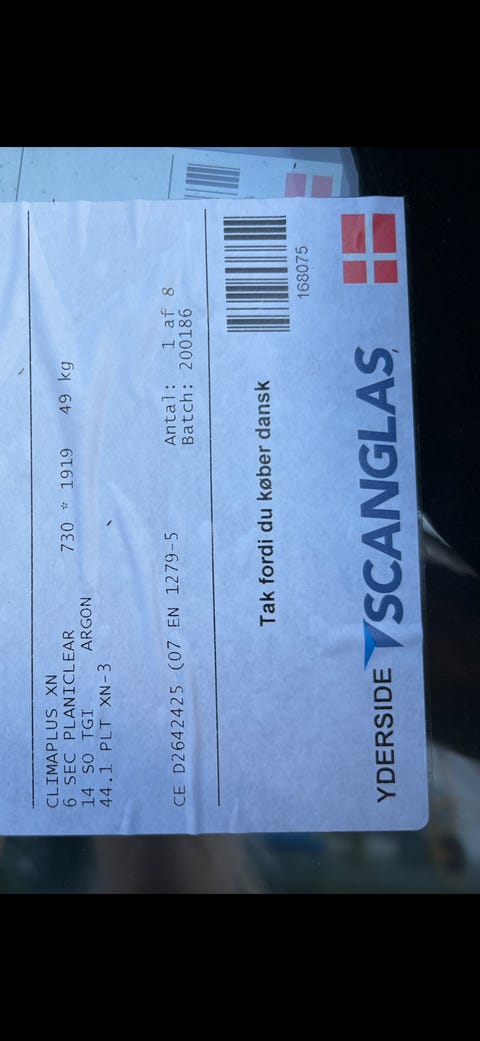 CLIMAPLUS XN
6 SEC PLANICLEAR 730 * 1919 49 kg
14 SO TGI ARGON
44.1 PLT XN-3
Antal: 1 af 8
CE D2642425 (07 EN 1279-5 Batch: 200186
168075
Tak fordi du køber dansk
YDERSIDE SCANGLAS